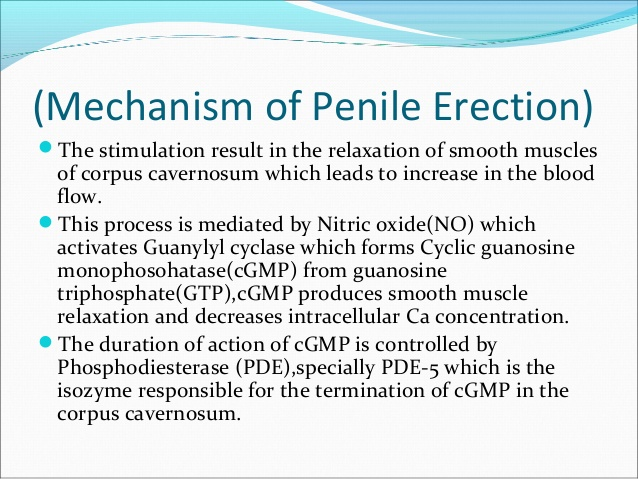 (Mechanism of Penile Erection)
The stimulation result in the relaxation of smooth muscles
of corpus cavernosum which leads to increase in the blood
flow.
This process is mediated by Nitric oxide(NO) which
activates Guanylyl cyclase which forms Cyclic guanosine
monophosohatase(cGMP) from guanosine
triphosphate(GTP),cGMP produces smooth muscle
relaxation and decreases intracellular Ca concentration.
The duration of action of cGMP is controlled by
Phosphodiesterase (PDE),specially PDE-5 which is the
isozyme responsible for the termination of cGMP in the
corpus cavernosum.